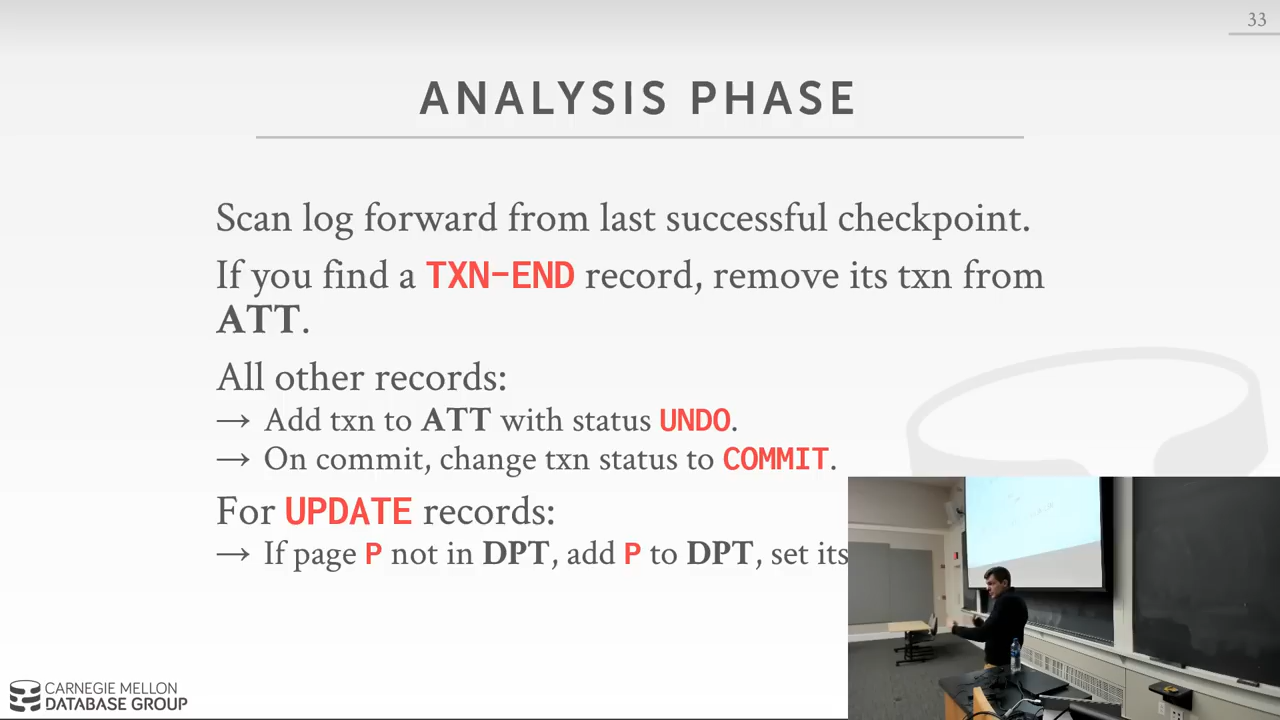 33
ANALYSIS PHASE
Scan log forward from last successful checkpoint.
If you find a TXN-END record, remove its txn from
ATT.
All other records:
→ Add txn to ATT with status UNDO.
→ On commit, change txn status to COMMIT.
For UPDATE records:
→ If page P not in DPT, add P to DPT, set its
CARNEGIE MELLON
DATABASE GROUP